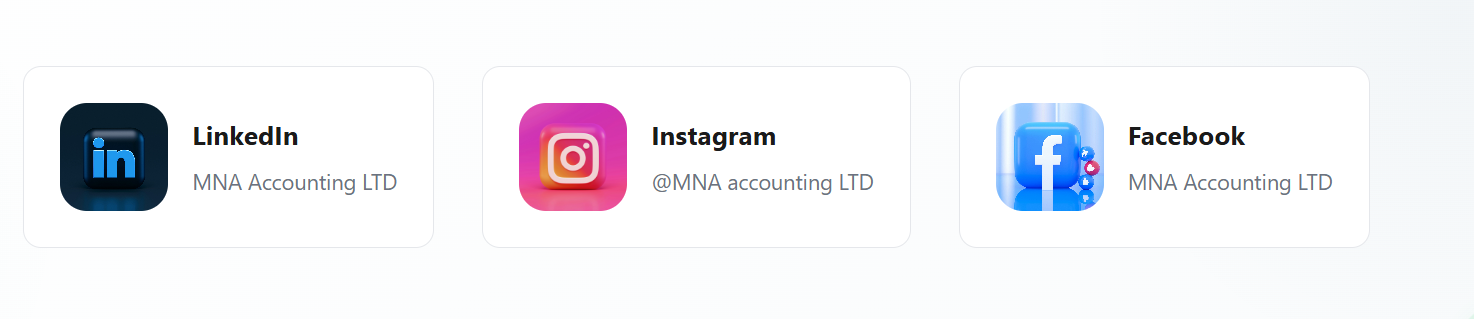 in
LinkedIn
MNA Accounting LTD
Instagram
@MNA accounting LTD
f
Facebook
MNA Accounting LTD